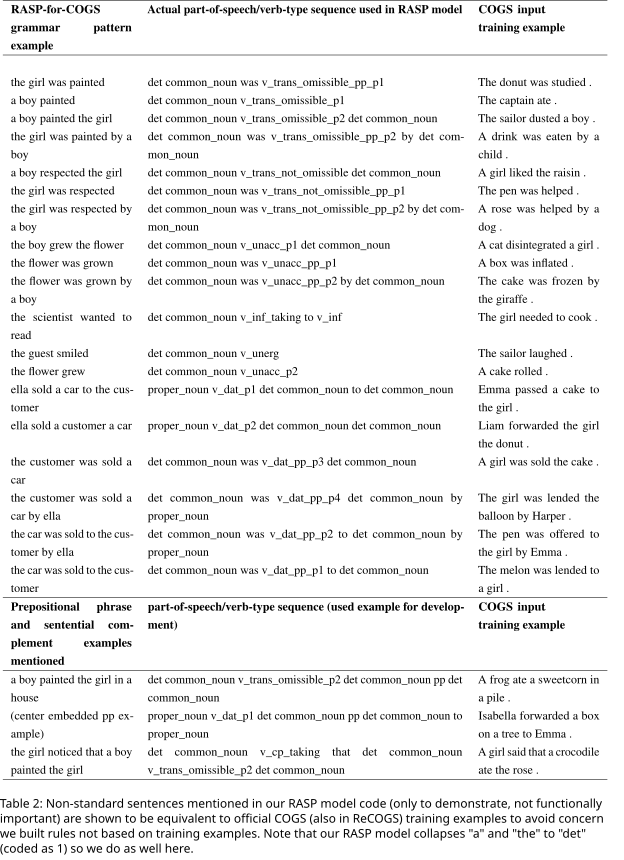 RASP-for-COGS Actual part-of-speech/verb-type sequence used in RASP model COGS input
grammar pattern training example
example
the girl was painted det common_noun was v_trans_omissible_pp_p1 The donut was studied .
a boy painted det common_noun v_trans_omissible_p1 The captain ate .
a boy painted the girl det common_noun v_trans_omissible_p2 det common_noun The sailor dusted a boy .
the girl was painted by a det common_noun was v_trans_omissible_pp_p2 by det com- A drink was eaten by a
boy mon_noun child .
a boy respected the girl det common_noun v_trans_not_omissible det common_noun A girl liked the raisin .
the girl was respected det common_noun was v_trans_not_omissible_pp_p1 The pen was helped .
the girl was respected by det common_noun was v_trans_not_omissible_pp_p2 by det com- A rose was helped by a
a boy mon_noun dog .
the boy grew the flower det common_noun v_unacc_p1 det common_noun A cat disintegrated a girl .
the flower was grown det common_noun was v_unacc_pp_p1 A box was inflated .
the flower was grown by det common_noun was v_unacc_pp_p2 by det common_noun The cake was frozen by
a boy the giraffe .
the scientist wanted to det common_noun v_inf_taking to v_inf The girl needed to cook .
read
the guest smiled det common_noun v_unerg The sailor laughed .
the flower grew det common_noun v_unacc_p2 A cake rolled .
ella sold a car to the cus- proper_noun v_dat_p1 det common_noun to det common_noun Emma passed a cake to
tomer the girl .
ella sold a customer a car proper_noun v_dat_p2 det common_noun det common_noun Liam forwarded the girl
the donut .
the customer was sold a det common_noun was v_dat_pp_p3 det common_noun A girl was sold the cake .
car
the customer was sold a det common_noun was v_dat_pp_p4 det common_noun by The girl was lended the
car by ella proper_noun balloon by Harper .
the car was sold to the cus- det common_noun was v_dat_pp_p2 to det common_noun by The pen was offered to
tomer by ella proper_noun the girl by Emma .
the car was sold to the cus- det common_noun was v_dat_pp_p1 to det common_noun The melon was lended to
tomer a girl .
Prepositional phrase part-of-speech/verb-type sequence (used example for develop- COGS input
and sentential com- ment) training example
plement examples
mentioned
a boy painted the girl in a det common_noun v_trans_omissible_p2 det common_noun pp det A frog ate a sweetcorn in
house common_noun a pile .
(center embedded pp ex- proper_noun v_dat_p1 det common_noun pp det common_noun to Isabella forwarded a box
ample) proper_noun on a tree to Emma .
the girl noticed that a boy det common_noun v_cp_taking that det common_noun A girl said that a crocodile
painted the girl v_trans_omissible_p2 det common_noun ate the rose .
Table 2: Non-standard sentences mentioned in our RASP model code (only to demonstrate, not functionally
important) are shown to be equivalent to official COGS (also in ReCOGS) training examples to avoid concern
we built rules not based on training examples. Note that our RASP model collapses "a" and "the" to "det"
(coded as 1) so we do as well here.